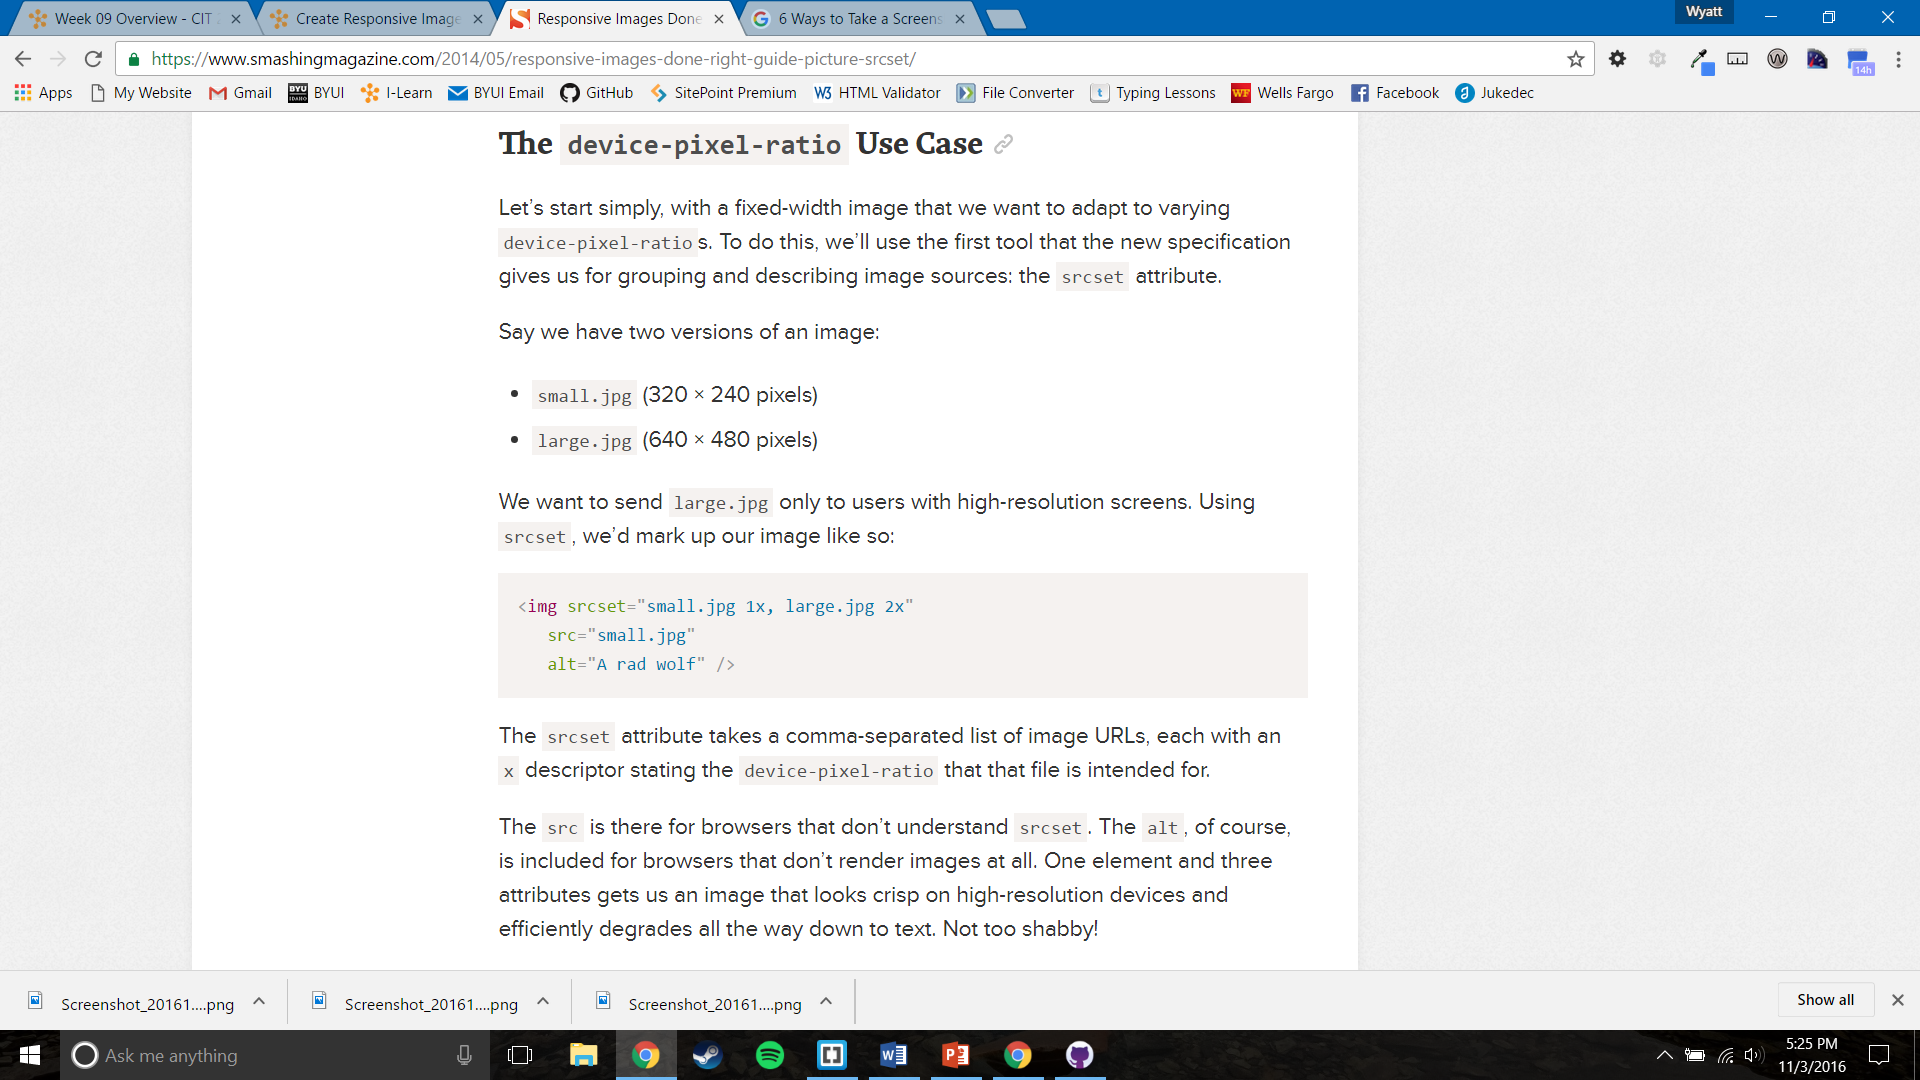 Week 09 Overview - CIT
Create Responsive Image
Responsive Images Done
6 Ways to Take a Screens
Wyatt
https://www.smashingmagazine.com/2014/05/responsive-images-done-right-guide-picture-srcset/
14h
Apps
My Website
Gmail
BYUI
I-Learn
BYUI Email
GitHub
SitePoint Premium
W3 HTML Validator
File Converter
Typing Lessons
WF Wells Fargo
Facebook
Jukedec
The device-pixel-ratio Use Case
Let’s start simply, with a fixed-width image that we want to adapt to varying
device-pixel-ratios. To do this, we’ll use the first tool that the new specification
gives us for grouping and describing image sources: the srcset attribute.
Say we have two versions of an image:
• small.jpg (320 × 240 pixels)
• large.jpg (640 × 480 pixels)
We want to send large.jpg only to users with high-resolution screens. Using
srcset, we’d mark up our image like so:
<img srcset="small.jpg 1x, large.jpg 2x"
src="small.jpg"
alt="A rad wolf" />
The srcset attribute takes a comma-separated list of image URLs, each with an
x descriptor stating the device-pixel-ratio that that file is intended for.
The src is there for browsers that don’t understand srcset. The alt, of course,
is included for browsers that don’t render images at all. One element and three
attributes gets us an image that looks crisp on high-resolution devices and
efficiently degrades all the way down to text. Not too shabby!
Screenshot_20161....png
Screenshot_20161....png
Screenshot_20161....png
Show all
Ask me anything
5:25 PM
11/3/2016